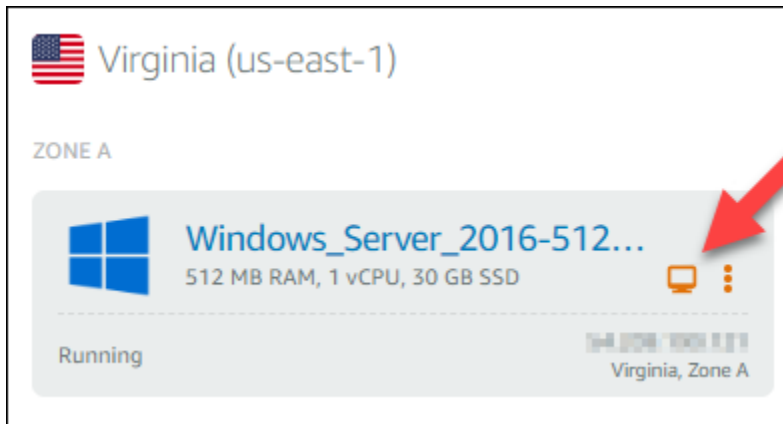 Virginia (us-east-1)
ZONE A
Windows_Server_2016-512...
512 MB RAM, 1 vCPU, 30 GB SSD
Running
Virginia, Zone A